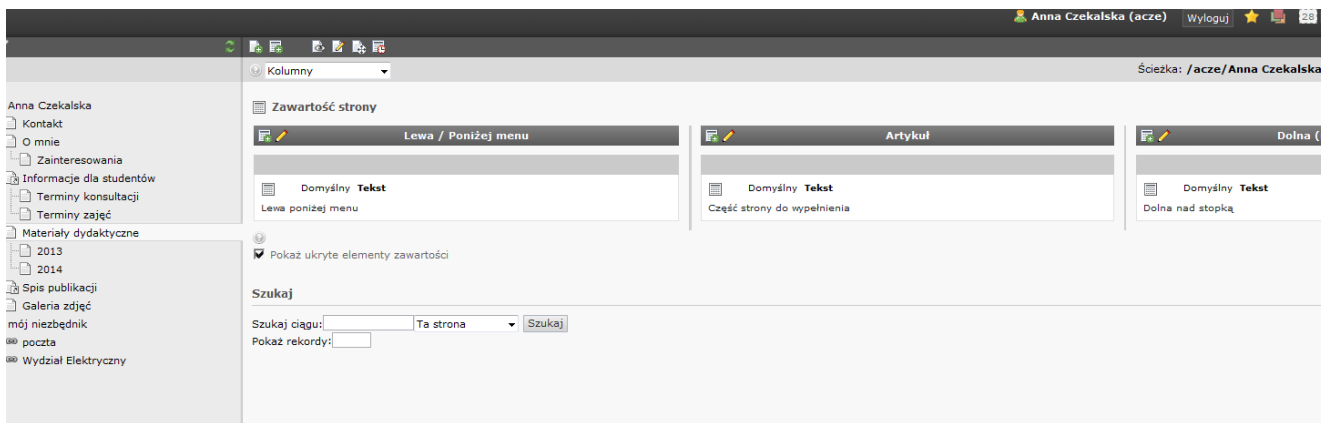 Anna Czekalska (acze) Wyloguj 28
Kolumny
Ścieżka: /acze/Anna Czekalska
Anna Czekalska
Kontakt
O mnie
Zainteresowania
Informacje dla studentów
Terminy konsultacji
Terminy zajęć
Materiały dydaktyczne
2013
2014
Spis publikacji
Galeria zdjęć
mój niezbędnik
poczta
Wydział Elektryczny
Zawartość strony
Lewa / Poniżej menu
Domyślny Tekst
Lewa poniżej menu
Artykuł
Domyślny Tekst
Część strony do wypełnienia
Dolna (
Domyślny Tekst
Dolna nad stopką
Pokaż ukryte elementy zawartości
Szukaj
Szukaj ciągu: Ta strona Szukaj
Pokaż rekordy: